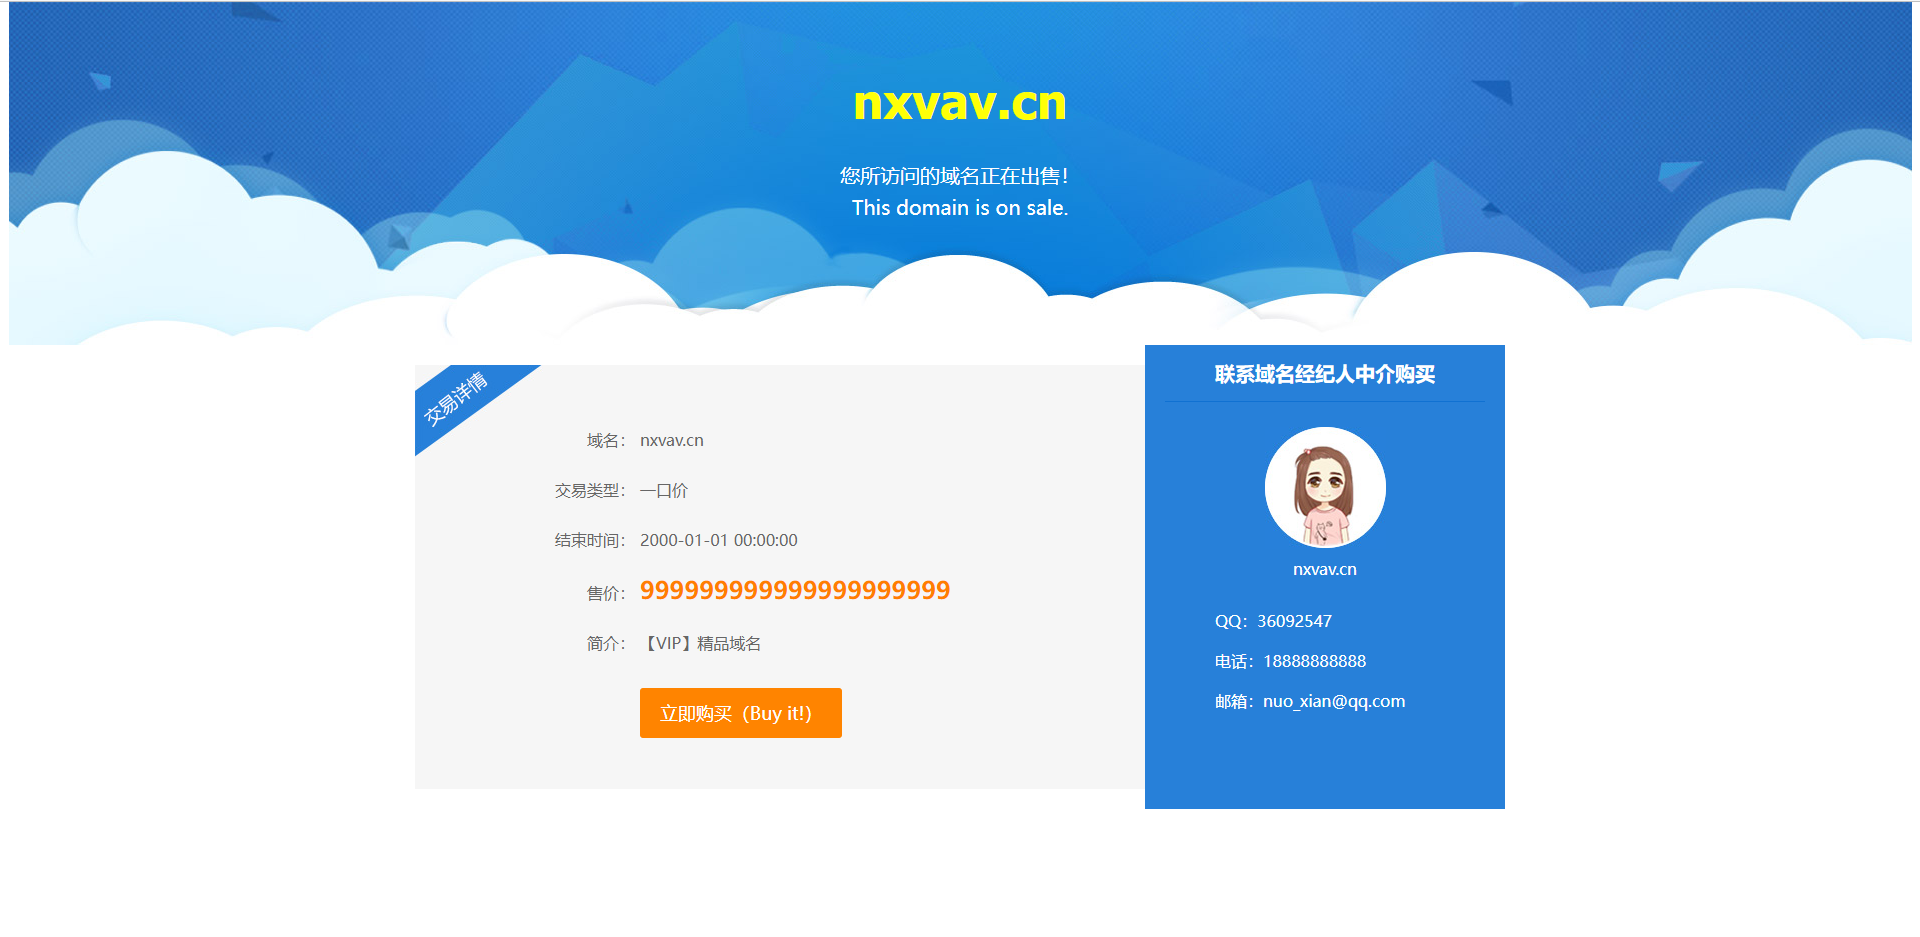 nxvav.cn
您所访问的域名正在出售！
This domain is on sale.
交易详情
域名： nxvav.cn
交易类型： 一口价
结束时间： 2000-01-01 00:00:00
售价： 999999999999999999999
简介： 【VIP】精品域名
立即购买（Buy it!）
联系域名经纪人中介购买
nxvav.cn
QQ：36092547
电话：18888888888
邮箱：nuo_xian@qq.com